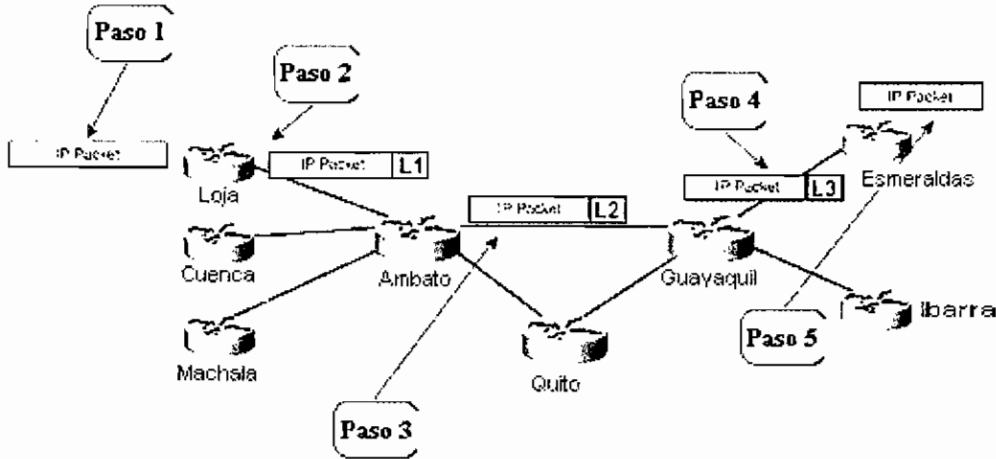 Paso 1
Paso 2
Paso 4
IP Packet
IP Packet
IP Packet L1
IP Packet L3
Esmeraldas
Loja
IP Packet L2
Cuenca
Ambato
Guayaquil
Ibarra
Paso 5
Machala
Quito
Paso 3